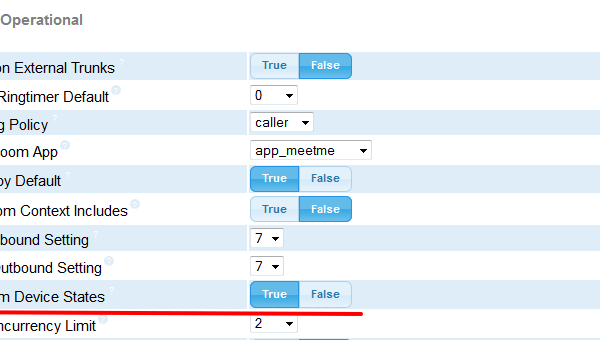 Operational
on External Trunks True False
Ringtimer Default 0
g Policy caller
oom App app_meetme
by Default True False
om Context Includes True False
bound Setting 7
Outbound Setting 7
m Device States True False
ncurrency Limit 2